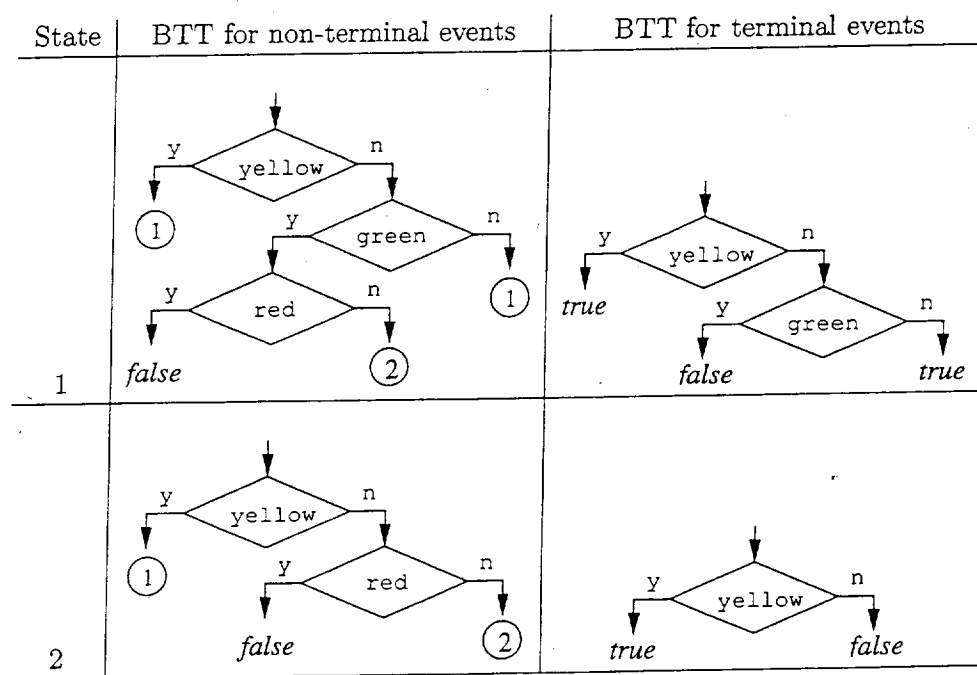 State BTT for non-terminal events BTT for terminal events
y yellow n
1 y green n
y red n 1
false 2
y yellow n
true y green n
false true
1
y yellow n
1 y red n
false 2
y yellow n
true false
2